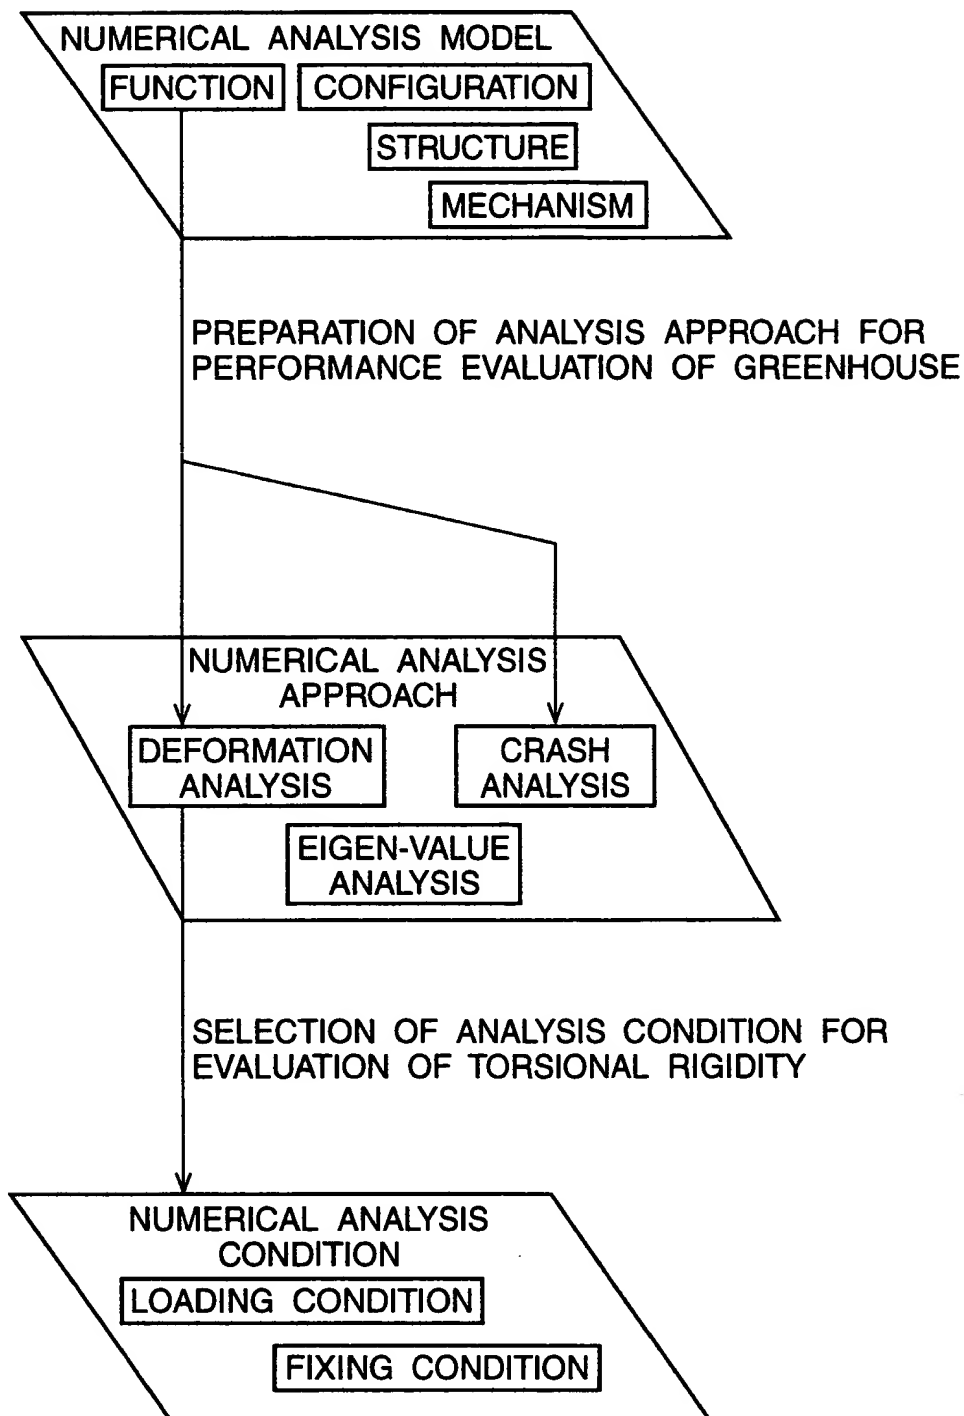 NUMERICAL ANALYSIS MODEL
FUNCTION CONFIGURATION
STRUCTURE
MECHANISM
PREPARATION OF ANALYSIS APPROACH FOR
PERFORMANCE EVALUATION OF GREENHOUSE
NUMERICAL ANALYSIS
APPROACH
DEFORMATION
ANALYSIS
CRASH
ANALYSIS
EIGEN-VALUE
ANALYSIS
SELECTION OF ANALYSIS CONDITION FOR
EVALUATION OF TORSIONAL RIGIDITY
NUMERICAL ANALYSIS
CONDITION
LOADING CONDITION
FIXING CONDITION